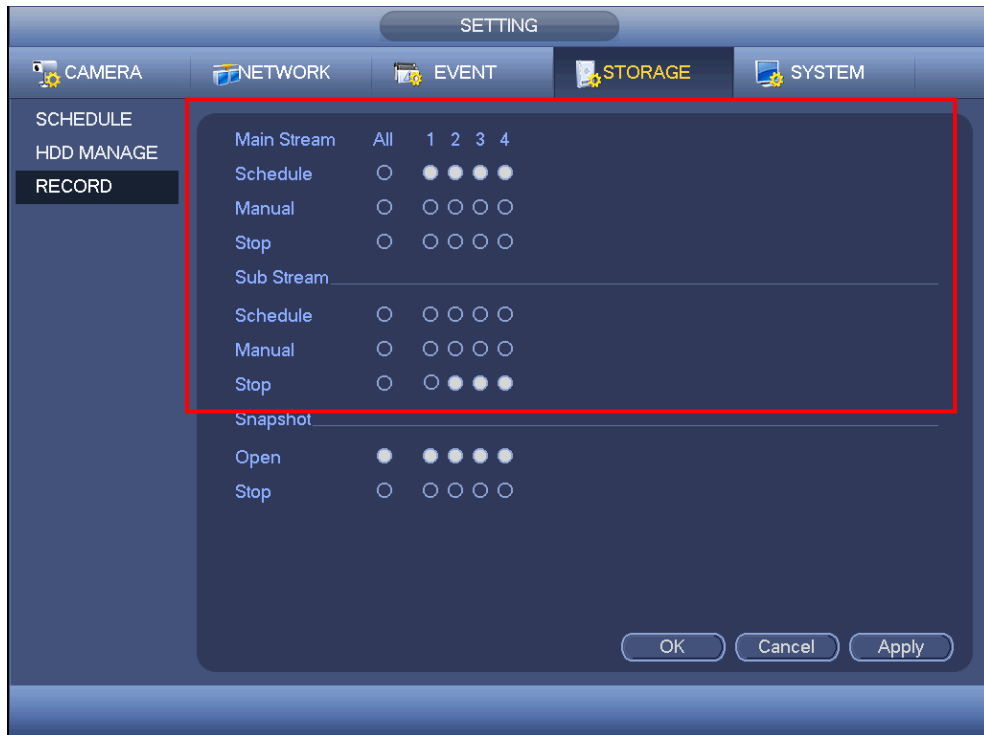 SETTING
CAMERA NETWORK EVENT STORAGE SYSTEM
SCHEDULE
HDD MANAGE
RECORD
Main Stream All 1 2 3 4
Schedule
Manual
Stop
Sub Stream
Schedule
Manual
Stop
Snapshot
Open
Stop
OK Cancel Apply